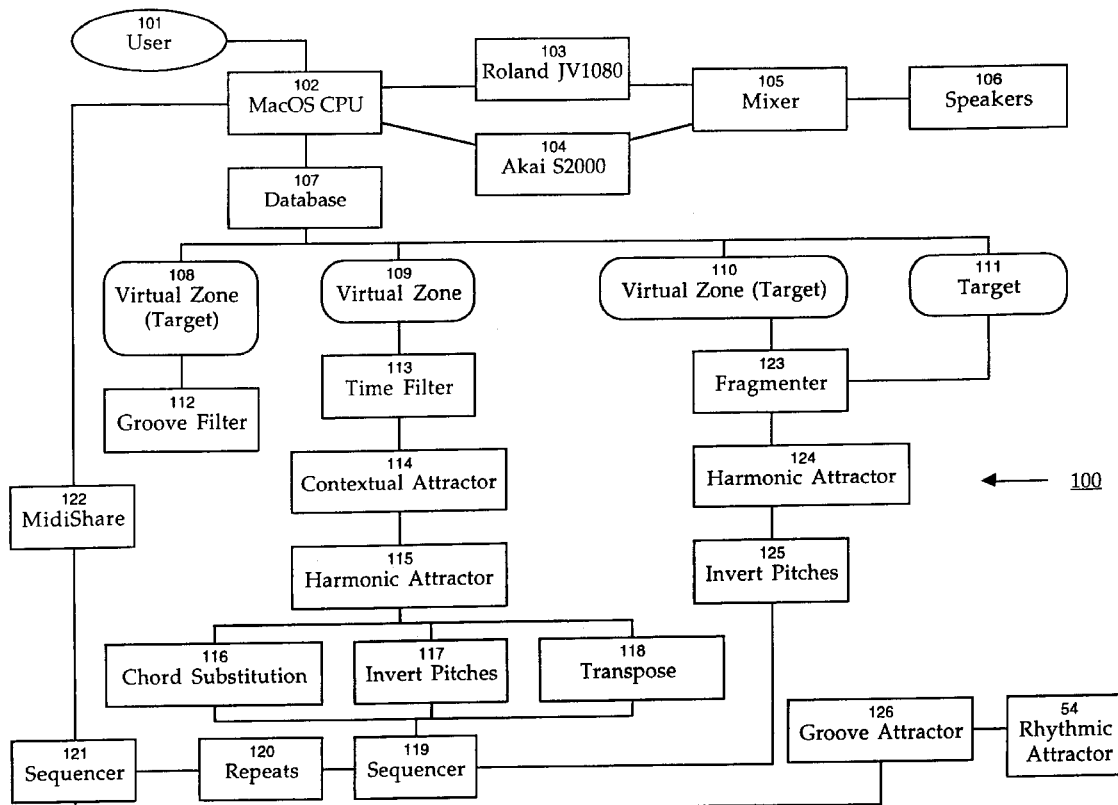 101
User
102
MacOS CPU
103
Roland JV1080
104
Akai S2000
105
Mixer
106
Speakers
107
Database
108
Virtual Zone
(Target)
109
Virtual Zone
110
Virtual Zone (Target)
111
Target
112
Groove Filter
113
Time Filter
123
Fragmenter
114
Contextual Attractor
124
Harmonic Attractor
100
122
MidiShare
115
Harmonic Attractor
125
Invert Pitches
116
Chord Substitution
117
Invert Pitches
118
Transpose
126
Groove Attractor
54
Rhythmic
Attractor
121
Sequencer
120
Repeats
119
Sequencer